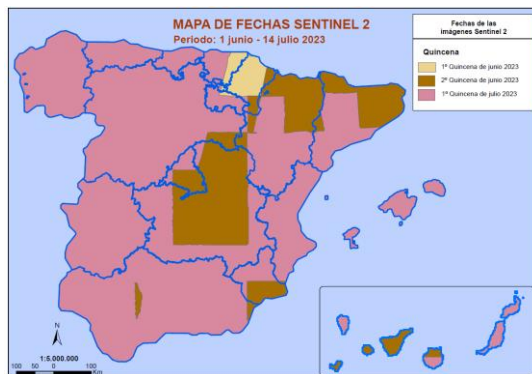 MAPA DE FECHAS SENTINEL 2
Periodo: 1 junio - 14 julio 2023
Fechas de las
imágenes Sentinel 2
Quincena
1ª Quincena de junio 2023
2ª Quincena de junio 2023
1ª Quincena de julio 2023
N
1:5.000.000
100 50 0 100
Km